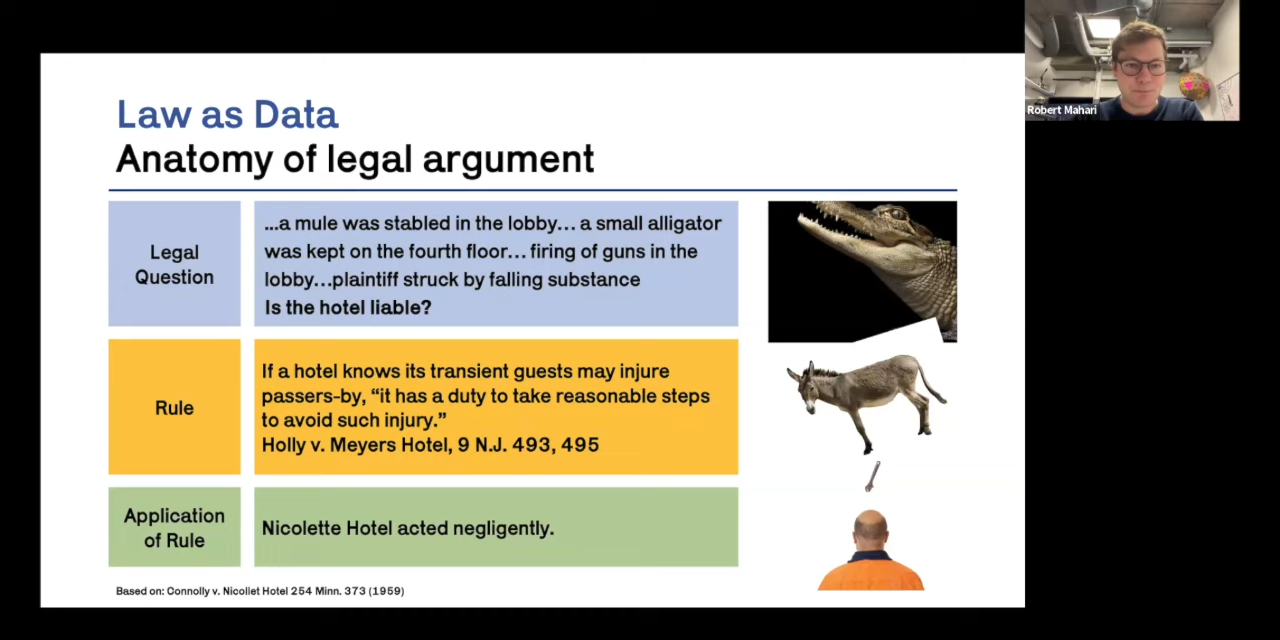 Robert Mahari
Law as Data
Anatomy of legal argument
Legal
Question
...a mule was stabled in the lobby... a small alligator
was kept on the fourth floor... firing of guns in the
lobby...plaintiff struck by falling substance
Is the hotel liable?
Rule
If a hotel knows its transient guests may injure
passers-by, “it has a duty to take reasonable steps
to avoid such injury.”
Holly v. Meyers Hotel, 9 N.J. 493, 495
Application
of Rule
Nicolette Hotel acted negligently.
Based on: Connolly v. Nicollet Hotel 254 Minn. 373 (1959)